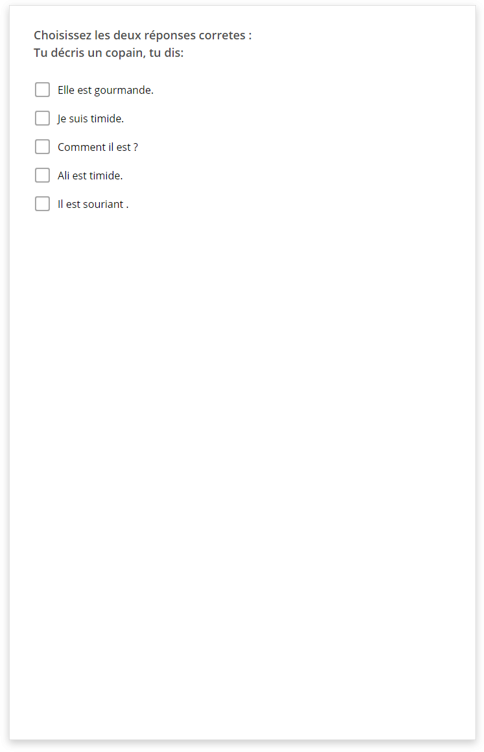 Choisissez les deux réponses corretes :
Tu décris un copain, tu dis:
Elle est gourmande.
Je suis timide.
Comment il est ?
Ali est timide.
Il est souriant .